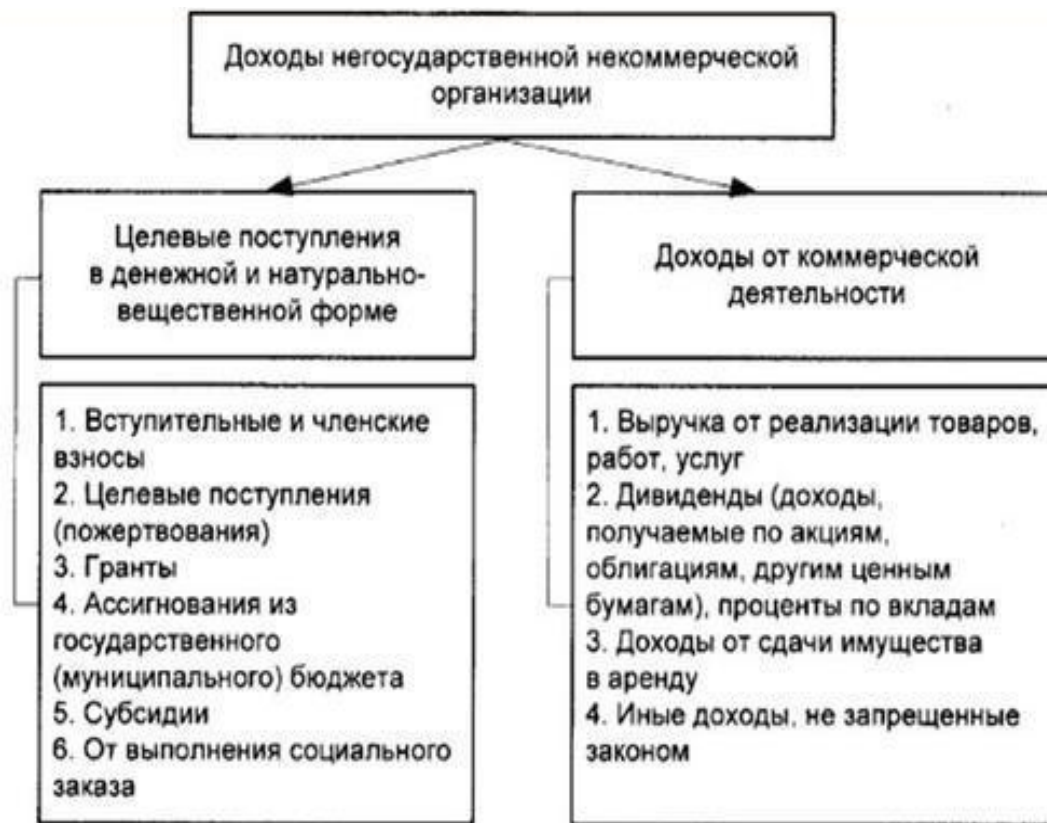 Доходы негосударственной некоммерческой
организации
Целевые поступления
в денежной и натурально-
вещественной форме
Доходы от коммерческой
деятельности
1. Вступительные и членские
взносы
2. Целевые поступления
(пожертвования)
3. Гранты
4. Ассигнования из
государственного
(муниципального) бюджета
5. Субсидии
6. От выполнения социального
заказа
1. Выручка от реализации товаров,
работ, услуг
2. Дивиденды (доходы,
получаемые по акциям,
облигациям, другим ценным
бумагам), проценты по вкладам
3. Доходы от сдачи имущества
в аренду
4. Иные доходы, не запрещенные
законом